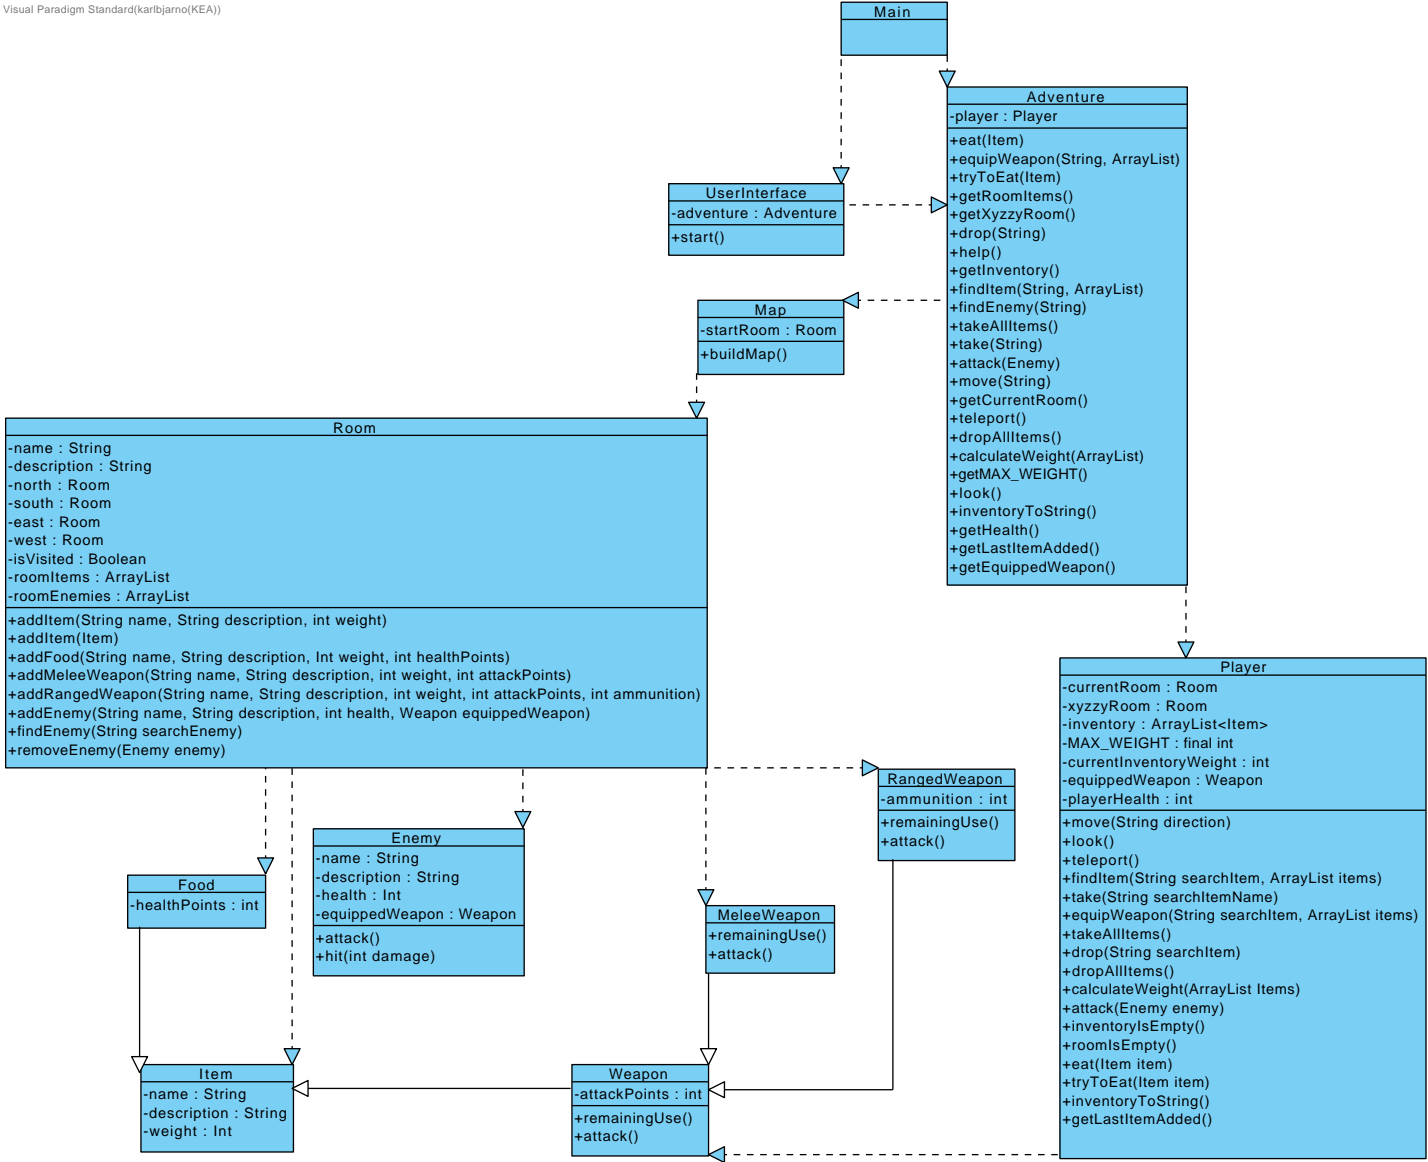 Visual Paradigm Standard(karlbjarno(KEA))
Main
Adventure
-player : Player
+eat(Item)
+equipWeapon(String, ArrayList)
+tryToEat(Item)
+getRoomItems()
+getXyzzyRoom()
+drop(String)
+help()
+getInventory()
+findItem(String, ArrayList)
+findEnemy(String)
+takeAllItems()
+take(String)
+attack(Enemy)
+move(String)
+getCurrentRoom()
+teleport()
+dropAllItems()
+calculateWeight(ArrayList)
+getMAX_WEIGHT()
+look()
+inventoryToString()
+getHealth()
+getLastItemAdded()
+getEquippedWeapon()
UserInterface
-adventure : Adventure
+start()
Map
-startRoom : Room
+buildMap()
Room
-name : String
-description : String
-north : Room
-south : Room
-east : Room
-west : Room
-isVisited : Boolean
-roomItems : ArrayList
-roomEnemies : ArrayList
+addItem(String name, String description, int weight)
+addItem(Item)
+addFood(String name, String description, Int weight, int healthPoints)
+addMeleeWeapon(String name, String description, int weight, int attackPoints)
+addRangedWeapon(String name, String description, int weight, int attackPoints, int ammunition)
+addEnemy(String name, String description, int health, Weapon equippedWeapon)
+findEnemy(String searchEnemy)
+removeEnemy(Enemy enemy)
Player
-currentRoom : Room
-xyzzyRoom : Room
-inventory : ArrayList<Item>
-MAX_WEIGHT : final int
-currentInventoryWeight : int
-equippedWeapon : Weapon
-playerHealth : int
+move(String direction)
+look()
+teleport()
+findItem(String searchItem, ArrayList items)
+take(String searchItemName)
+equipWeapon(String searchItem, ArrayList items)
+takeAllItems()
+drop(String searchItem)
+dropAllItems()
+calculateWeight(ArrayList Items)
+attack(Enemy enemy)
+inventoryIsEmpty()
+roomIsEmpty()
+eat(Item item)
+tryToEat(Item item)
+inventoryToString()
+getLastItemAdded()
RangedWeapon
-ammunition : int
+remainingUse()
+attack()
Enemy
-name : String
-description : String
-health : Int
-equippedWeapon : Weapon
+attack()
+hit(int damage)
Food
-healthPoints : int
MeleeWeapon
+remainingUse()
+attack()
Item
-name : String
-description : String
-weight : Int
Weapon
-attackPoints : int
+remainingUse()
+attack()